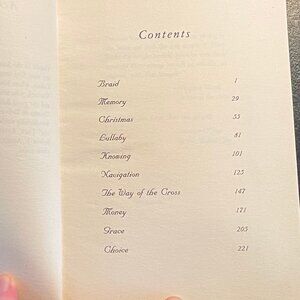 Contents
Braid 1
Memory 29
Christmas 55
Lullaby 81
Knowing 101
Navigation 125
The Way of the Cross 147
Money 171
Grace 205
Choice 221